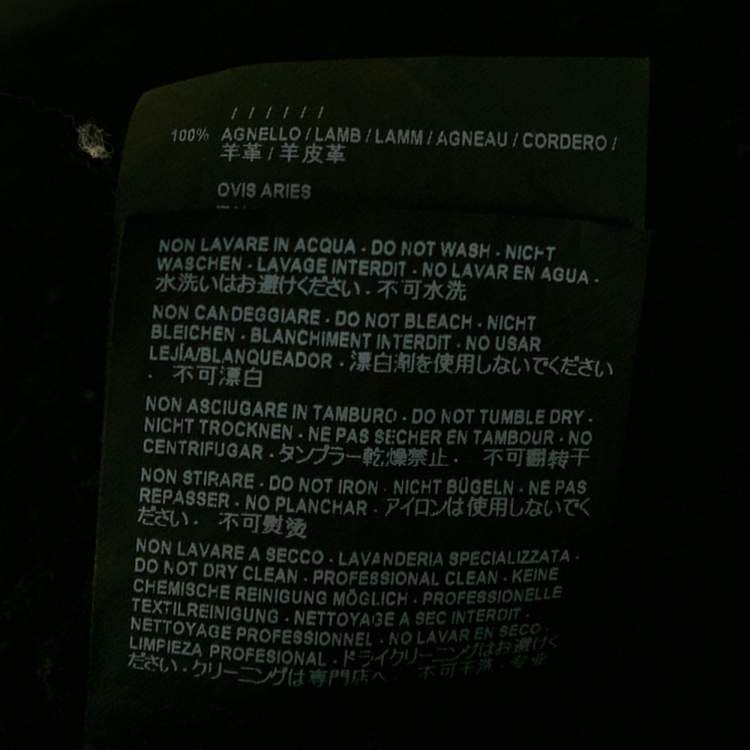 / / / / / /
100% AGNELLO / LAMB / LAMM / AGNEAU / CORDERO /
羊革 / 羊皮革
OVIS ARIES
NON LAVARE IN ACQUA - DO NOT WASH - NICHT
WASCHEN - LAVAGE INTERDIT - NO LAVAR EN AGUA -
水洗いはお避けください - 不可水洗
NON CANDEGGIARE - DO NOT BLEACH - NICHT
BLEICHEN - BLANCHIMENT INTERDIT - NO USAR
LEJÍA/BLANQUEADOR - 漂白剤を使用しないでください
- 不可漂白
NON ASCIUGARE IN TAMBURO - DO NOT TUMBLE DRY -
NICHT TROCKNEN - NE PAS SECHER EN TAMBOUR - NO
CENTRIFUGAR - タンブラー乾燥禁止 - 不可翻转干
NON STIRARE - DO NOT IRON - NICHT BÜGELN - NE PAS
REPASSER - NO PLANCHAR - アイロンは使用しないでく
ださい - 不可熨烫
NON LAVARE A SECCO - LAVANDERIA SPECIALIZZATA -
DO NOT DRY CLEAN - PROFESSIONAL CLEAN - KEINE
CHEMISCHE REINIGUNG MÖGLICH - PROFESSIONELLE
TEXTILREINIGUNG - NETTOYAGE A SEC INTERDIT -
NETTOYAGE PROFESSIONNEL - NO LAVAR EN SECO -
LIMPIEZA PROFESIONAL - ドライクリーニングはお避けく
ださい - クリーニングは専門店へ - 不可干洗 - 专业